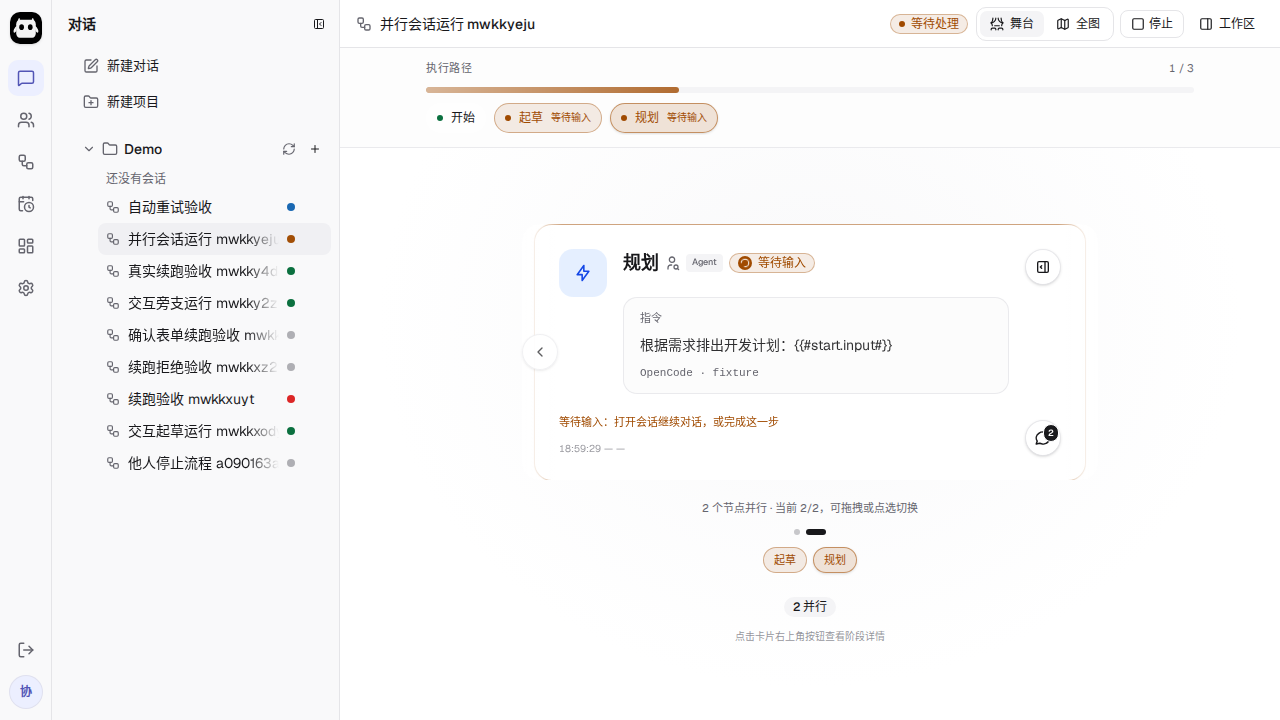 对话
新建对话
新建项目
Demo
还没有会话
自动重试验收
并行会话运行 mwkkyeju
真实续跑验收 mwkky4d
交互旁支运行 mwkky2z
确认表单续跑验收 mwk
续跑拒绝验收 mwkkxz2
续跑验收 mwkkxuyt
交互起草运行 mwkkxod
他人停止流程 a090163a
协
并行会话运行 mwkkyeju
等待处理
舞台
全图
停止
工作区
执行路径
1 / 3
开始
起草 等待输入
规划 等待输入
规划 Agent 等待输入
指令
根据需求排出开发计划：{{#start.input#}}
OpenCode · fixture
等待输入：打开会话继续对话，或完成这一步
18:59:29 — —
2
2 个节点并行 · 当前 2/2，可拖拽或点选切换
起草
规划
2 并行
点击卡片右上角按钮查看阶段详情